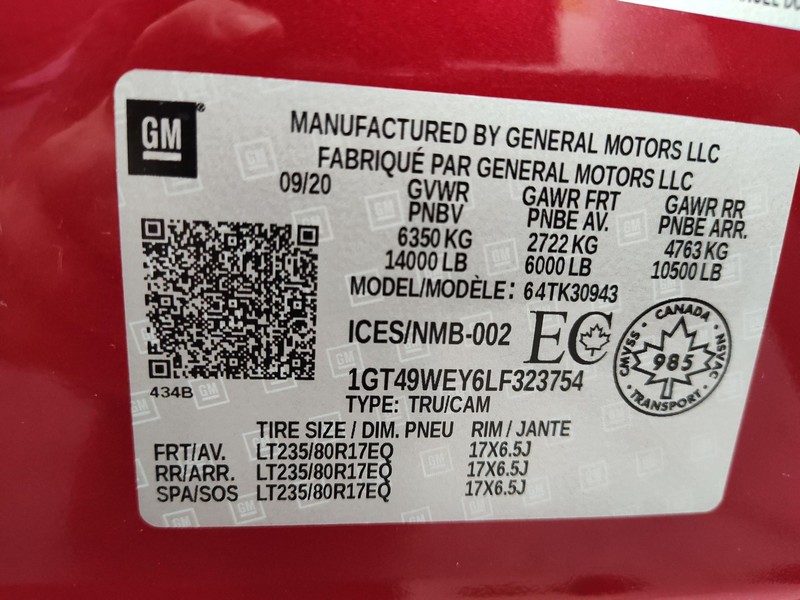 GM
MANUFACTURED BY GENERAL MOTORS LLC
FABRIQUÉ PAR GENERAL MOTORS LLC
09/20 GVWR GAWR FRT GAWR RR
PNBV PNBE AV. PNBE ARR.
6350 KG 2722 KG 4763 KG
14000 LB 6000 LB 10500 LB
MODEL/MODÈLE: 64TK30943
ICES/NMB-002 EC
CANADA
CMVSS 985 NSVAC
TRANSPORT
434B
1GT49WEY6LF323754
TYPE: TRU/CAM
TIRE SIZE / DIM. PNEU RIM / JANTE
FRT/AV. LT235/80R17EQ 17X6.5J
RR/ARR. LT235/80R17EQ 17X6.5J
SPA/SOS LT235/80R17EQ 17X6.5J